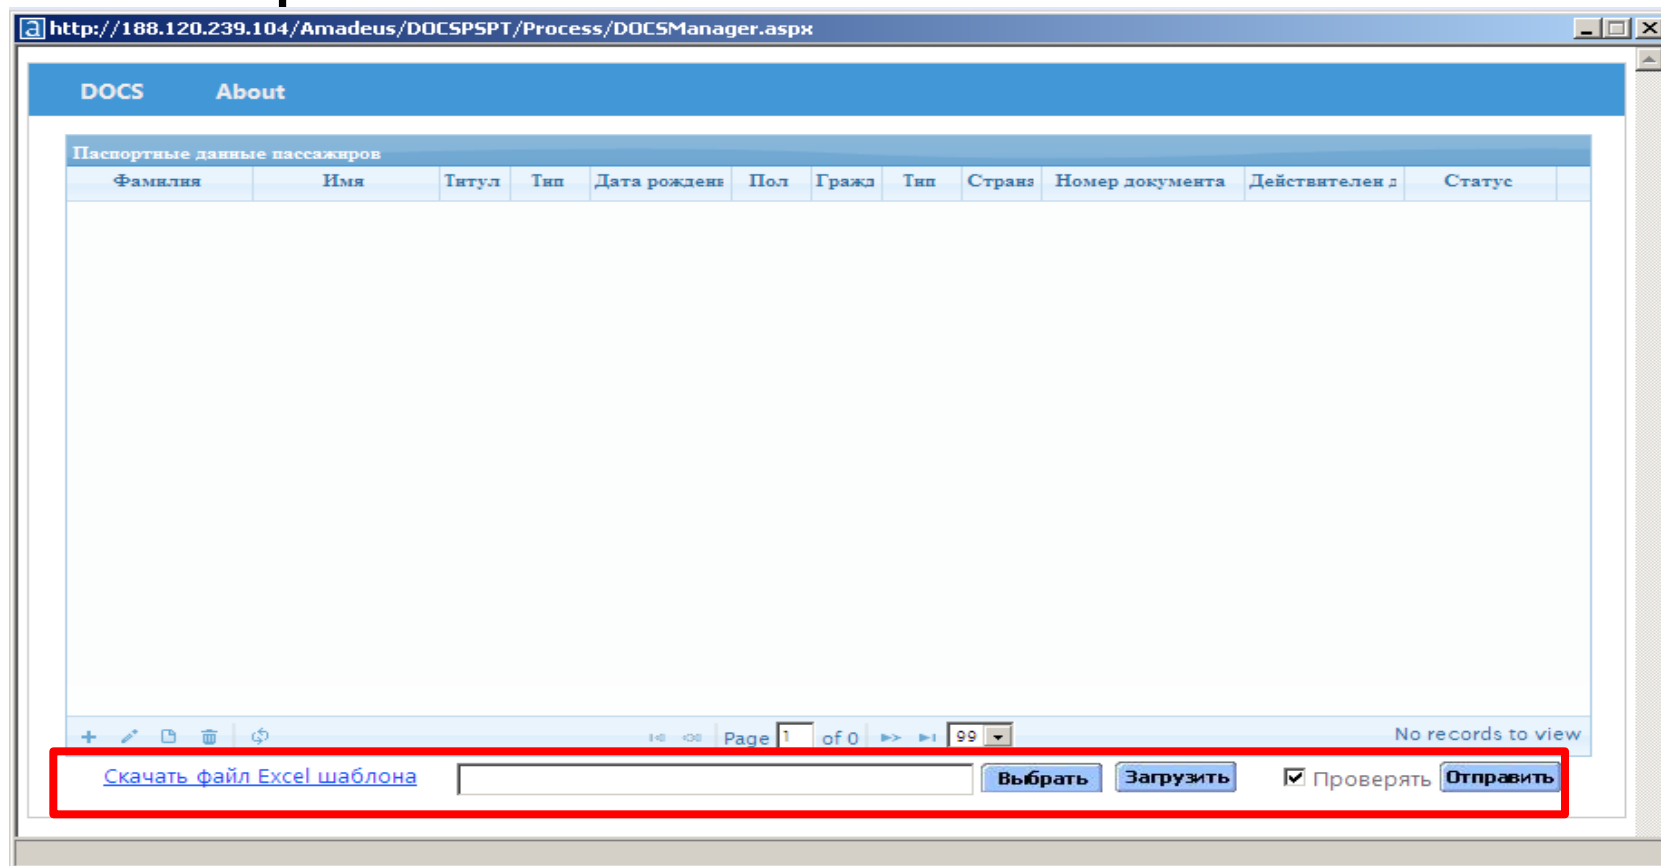 http://188.120.239.104/Amadeus/DOCSPSPT/Process/DOCSManager.aspx
DOCS About
Паспортные данные пассажиров
Фамилия Имя Титул Тип Дата рождени Пол Гражд Тип Страна Номер документа Действителен д Статус
Page 1 of 0 99 No records to view
Скачать файл Excel шаблона Выбрать Загрузить Проверять Отправить